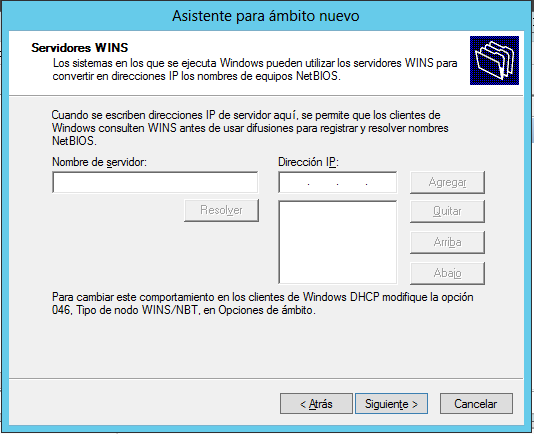 Asistente para ámbito nuevo
Servidores WINS
Los sistemas en los que se ejecuta Windows pueden utilizar los servidores WINS para
convertir en direcciones IP los nombres de equipos NetBIOS.
Cuando se escriben direcciones IP de servidor aquí, se permite que los clientes de
Windows consulten WINS antes de usar difusiones para registrar y resolver nombres
NetBIOS.
Nombre de servidor: Dirección IP:
. . . Agregar
Resolver Quitar
Arriba
Abajo
Para cambiar este comportamiento en los clientes de Windows DHCP modifique la opción
046, Tipo de nodo WINS/NBT, en Opciones de ámbito.
< Atrás Siguiente > Cancelar